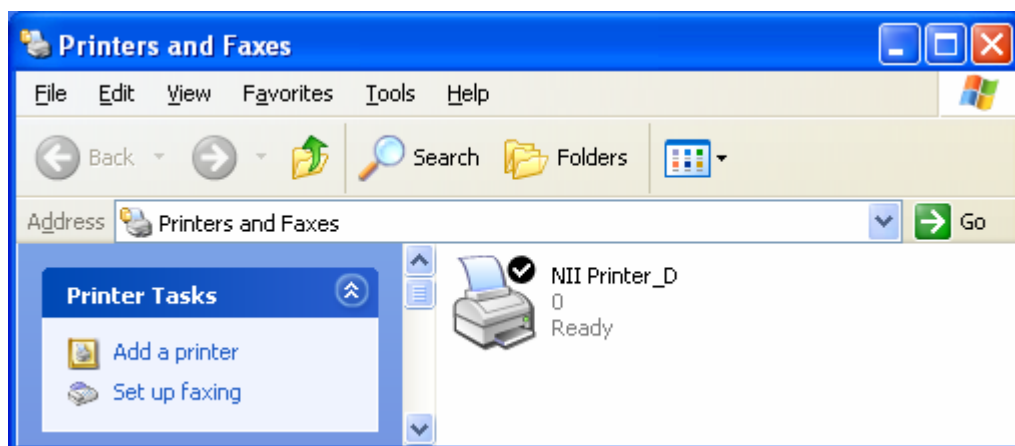 Printers and Faxes
File Edit View Favorites Tools Help
Back Search Folders
Address Printers and Faxes Go
Printer Tasks
Add a printer
Set up faxing
NII Printer_D
0
Ready